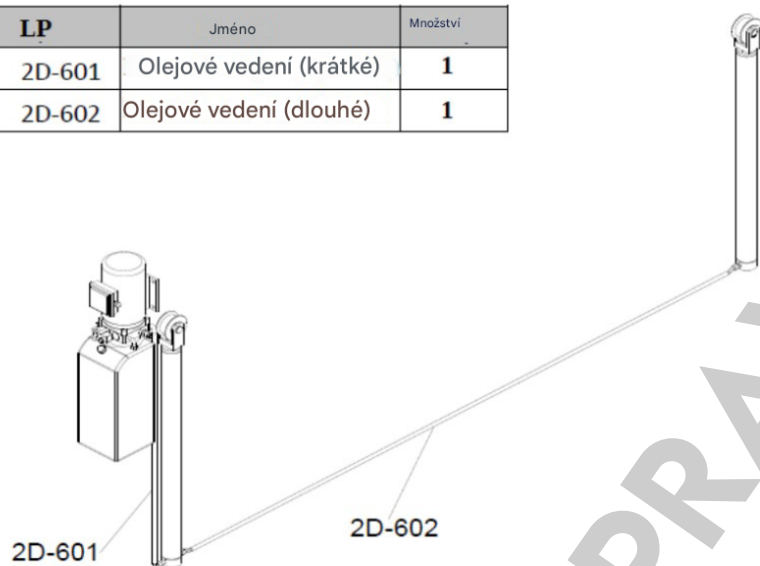 LP Jméno Množství
2D-601 Olejové vedení (krátké) 1
2D-602 Olejové vedení (dlouhé) 1
2D-602
2D-601
PRAV